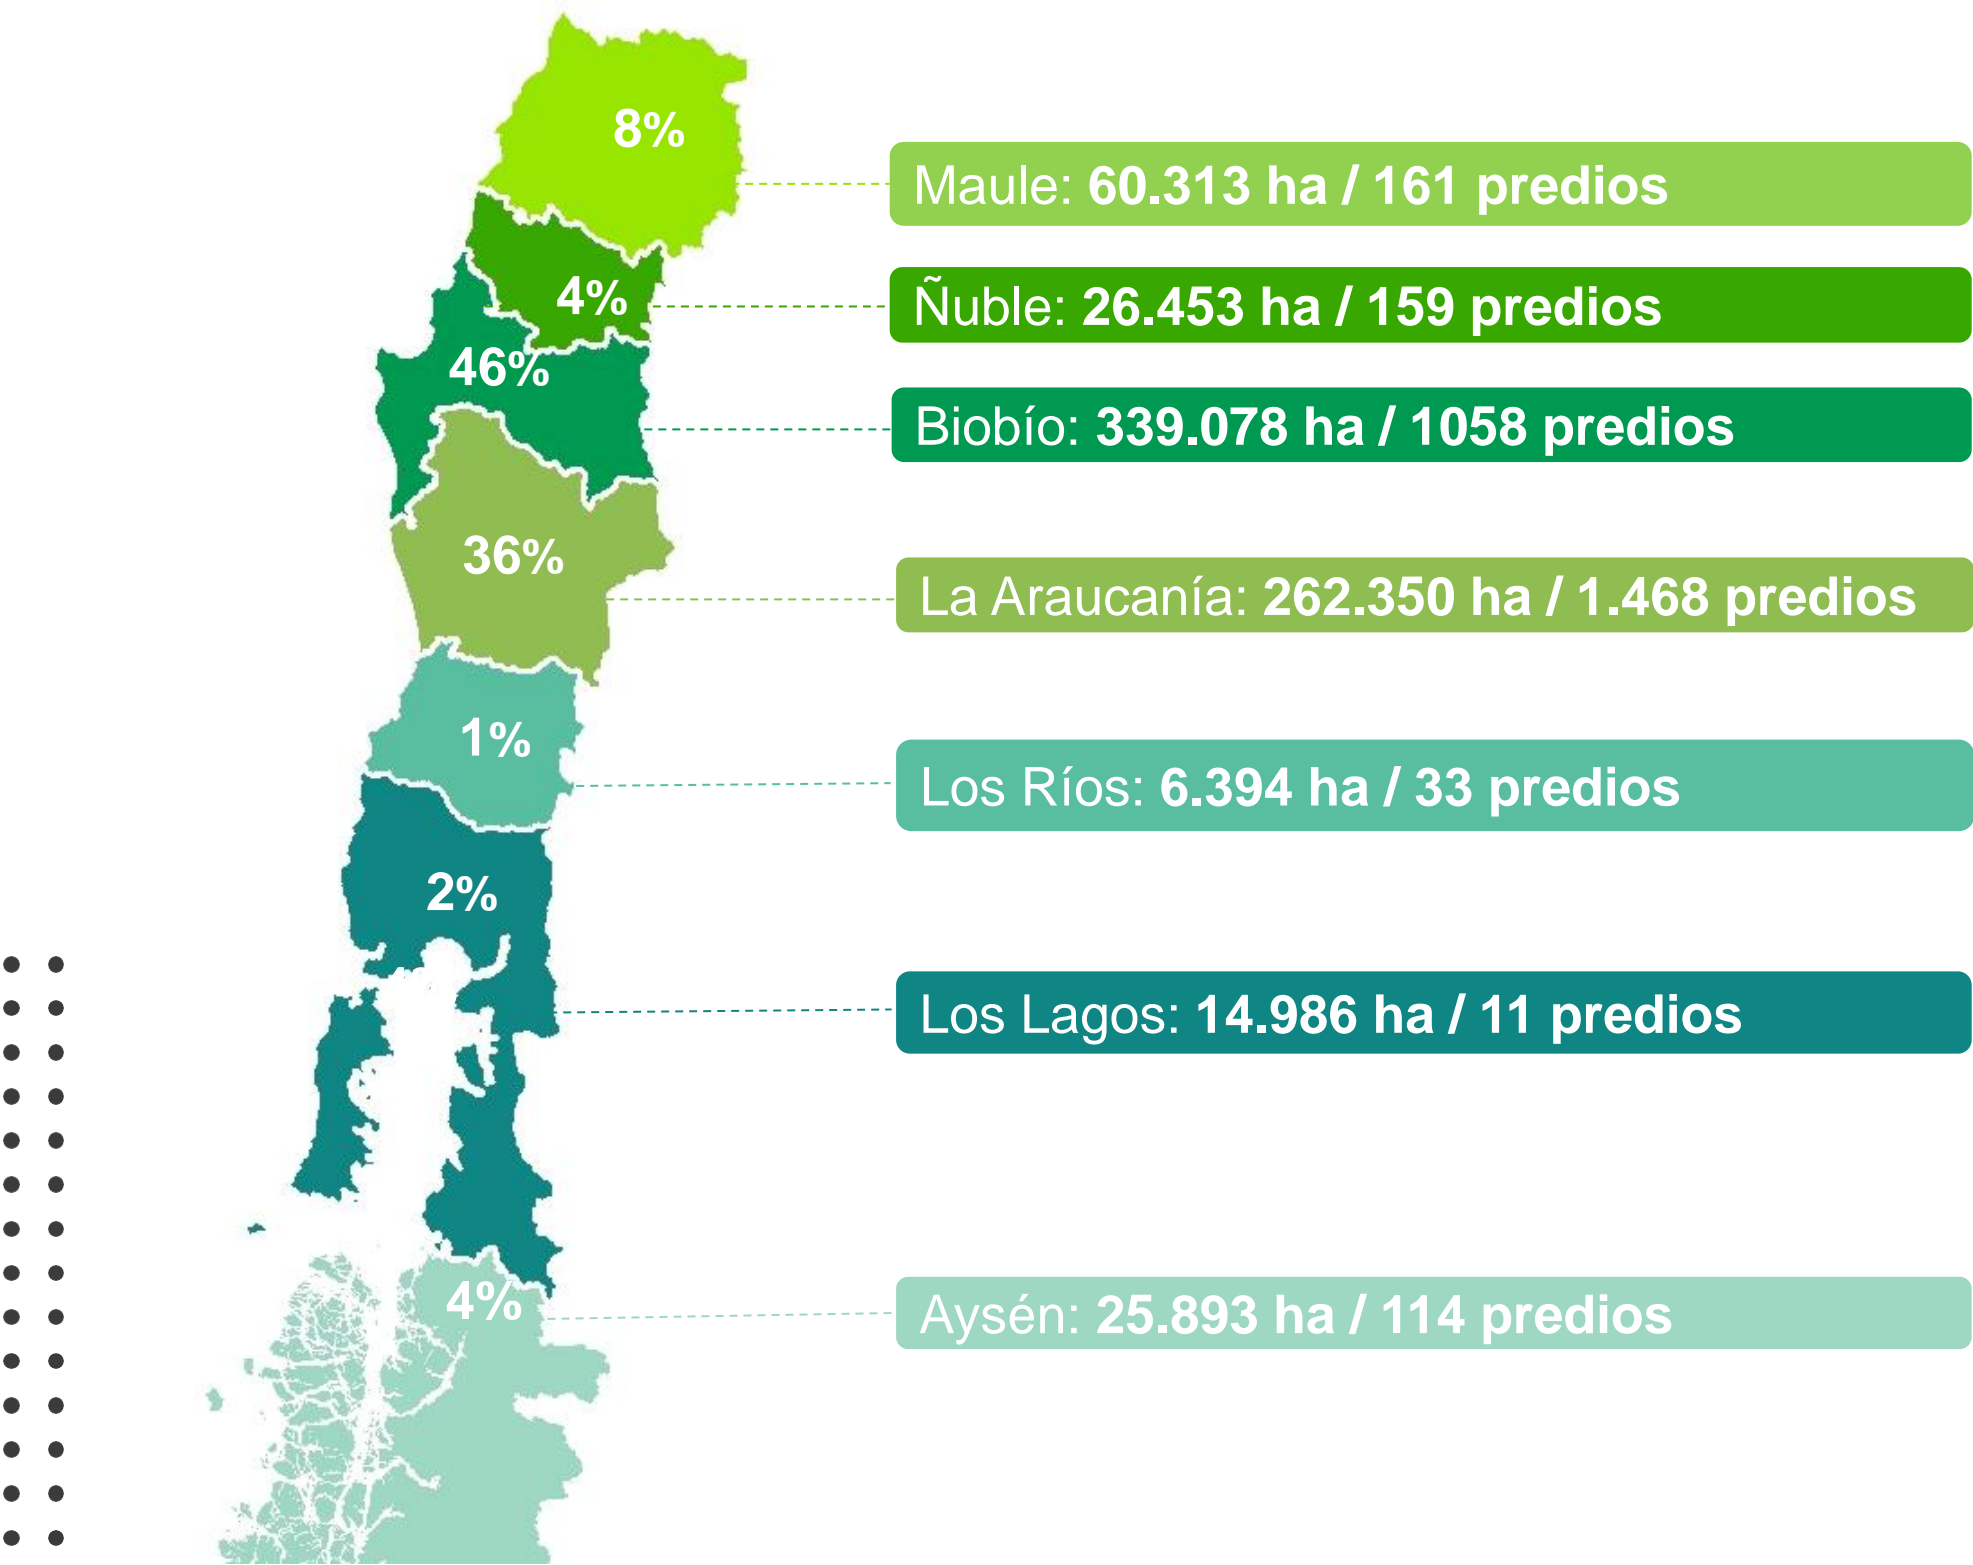 8%
Maule: 60.313 ha / 161 predios
4%
Ñuble: 26.453 ha / 159 predios
46%
Biobío: 339.078 ha / 1058 predios
36%
La Araucanía: 262.350 ha / 1.468 predios
1%
Los Ríos: 6.394 ha / 33 predios
2%
Los Lagos: 14.986 ha / 11 predios
4%
Aysén: 25.893 ha / 114 predios